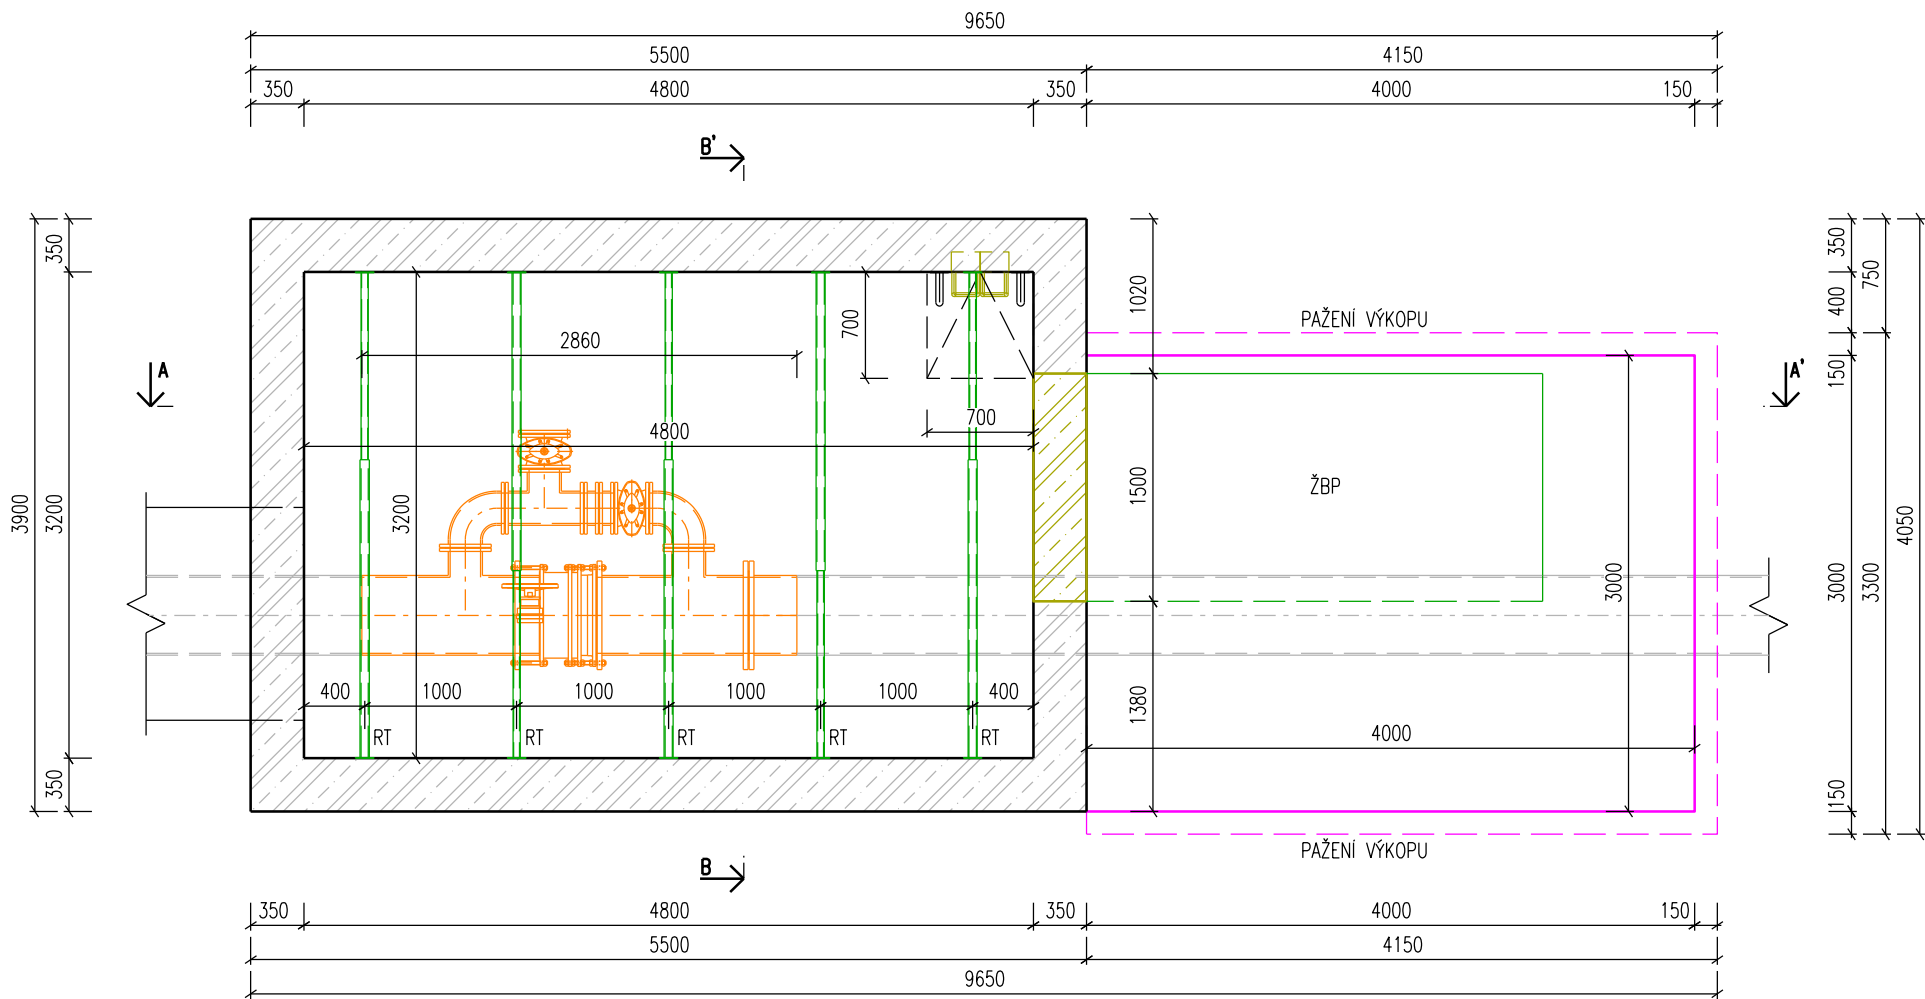 9650
5500 4150
350 4800 350 4000 150
B'
350 1020 350
750
400
PAŽENÍ VÝKOPU
700
2860
A A'
150
700
4800
3900 3200 3200 1500 ŽBP 4050
3000 3000 3300
400 1000 1000 1000 1000 400
1380
RT RT RT RT RT
4000
350 150
PAŽENÍ VÝKOPU
B
350 4800 350 4000 150
5500 4150
9650